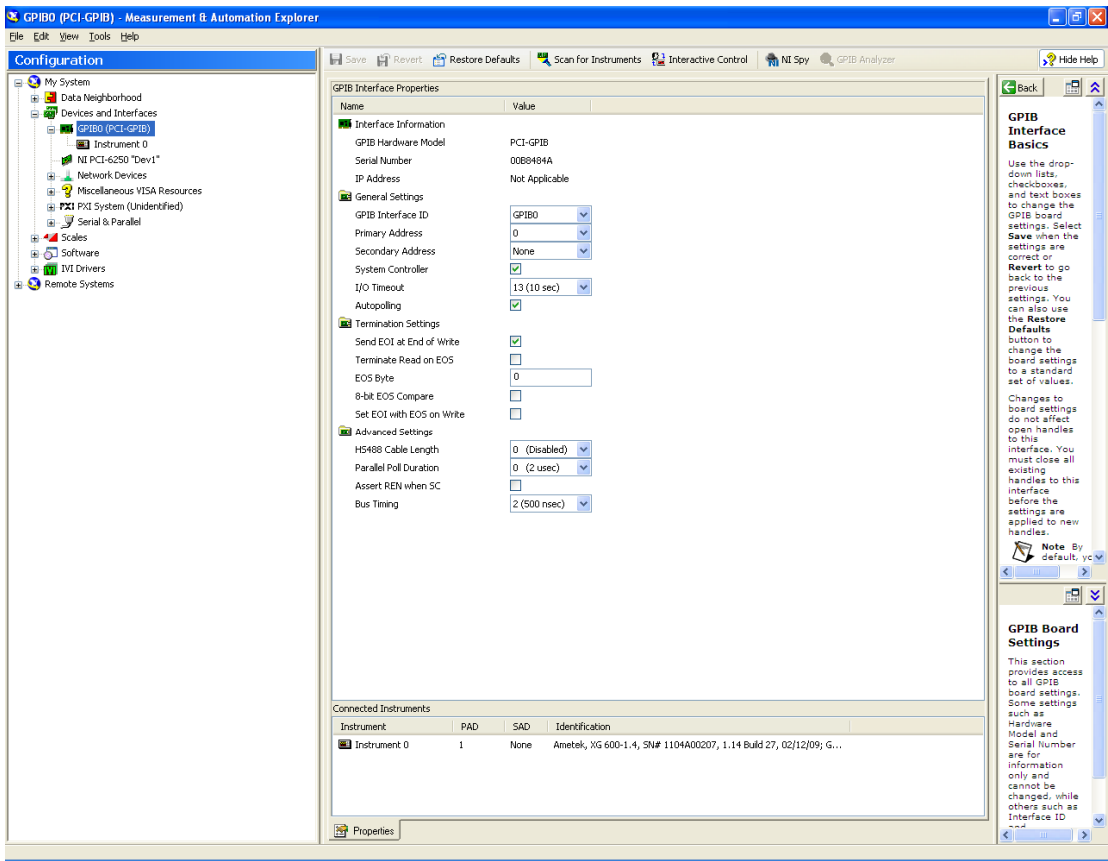 GPIB0 (PCI-GPIB) - Measurement & Automation Explorer
File Edit View Tools Help
Configuration
My System
Data Neighborhood
Devices and Interfaces
GPIB0 (PCI-GPIB)
Instrument 0
NI PCI-6250 "Dev1"
Network Devices
Miscellaneous VISA Resources
PXI PXI System (Unidentified)
Serial & Parallel
Scales
Software
IVI IVI Drivers
Remote Systems
Save Revert Restore Defaults Scan for Instruments Interactive Control NI Spy GPIB Analyzer Hide Help
GPIB Interface Properties
Name Value
Interface Information
GPIB Hardware Model PCI-GPIB
Serial Number 00B8484A
IP Address Not Applicable
General Settings
GPIB Interface ID GPIB0
Primary Address 0
Secondary Address None
System Controller
I/O Timeout 13 (10 sec)
Autopolling
Termination Settings
Send EOI at End of Write
Terminate Read on EOS
EOS Byte 0
8-bit EOS Compare
Set EOI with EOS on Write
Advanced Settings
HS488 Cable Length 0 (Disabled)
Parallel Poll Duration 0 (2 usec)
Assert REN when SC
Bus Timing 2 (500 nsec)
Connected Instruments
Instrument PAD SAD Identification
Instrument 0 1 None Ametek, XG 600-1.4, SN# 1104A00207, 1.14 Build 27, 02/12/09; G...
Properties
Back
GPIB
Interface
Basics
Use the drop-
down lists,
checkboxes,
and text boxes
to change the
GPIB board
settings. Select
Save when the
settings are
correct or
Revert to go
back to the
previous
settings. You
can also use
the Restore
Defaults
button to
change the
board settings
to a standard
set of values.
Changes to
board settings
do not affect
open handles
to this
interface. You
must close all
existing
handles to this
interface
before the
settings are
applied to new
handles.
Note By
default, yc
GPIB Board
Settings
This section
provides access
to all GPIB
board settings.
Some settings
such as
Hardware
Model and
Serial Number
are for
information
only and
cannot be
changed, while
others such as
Interface ID
and